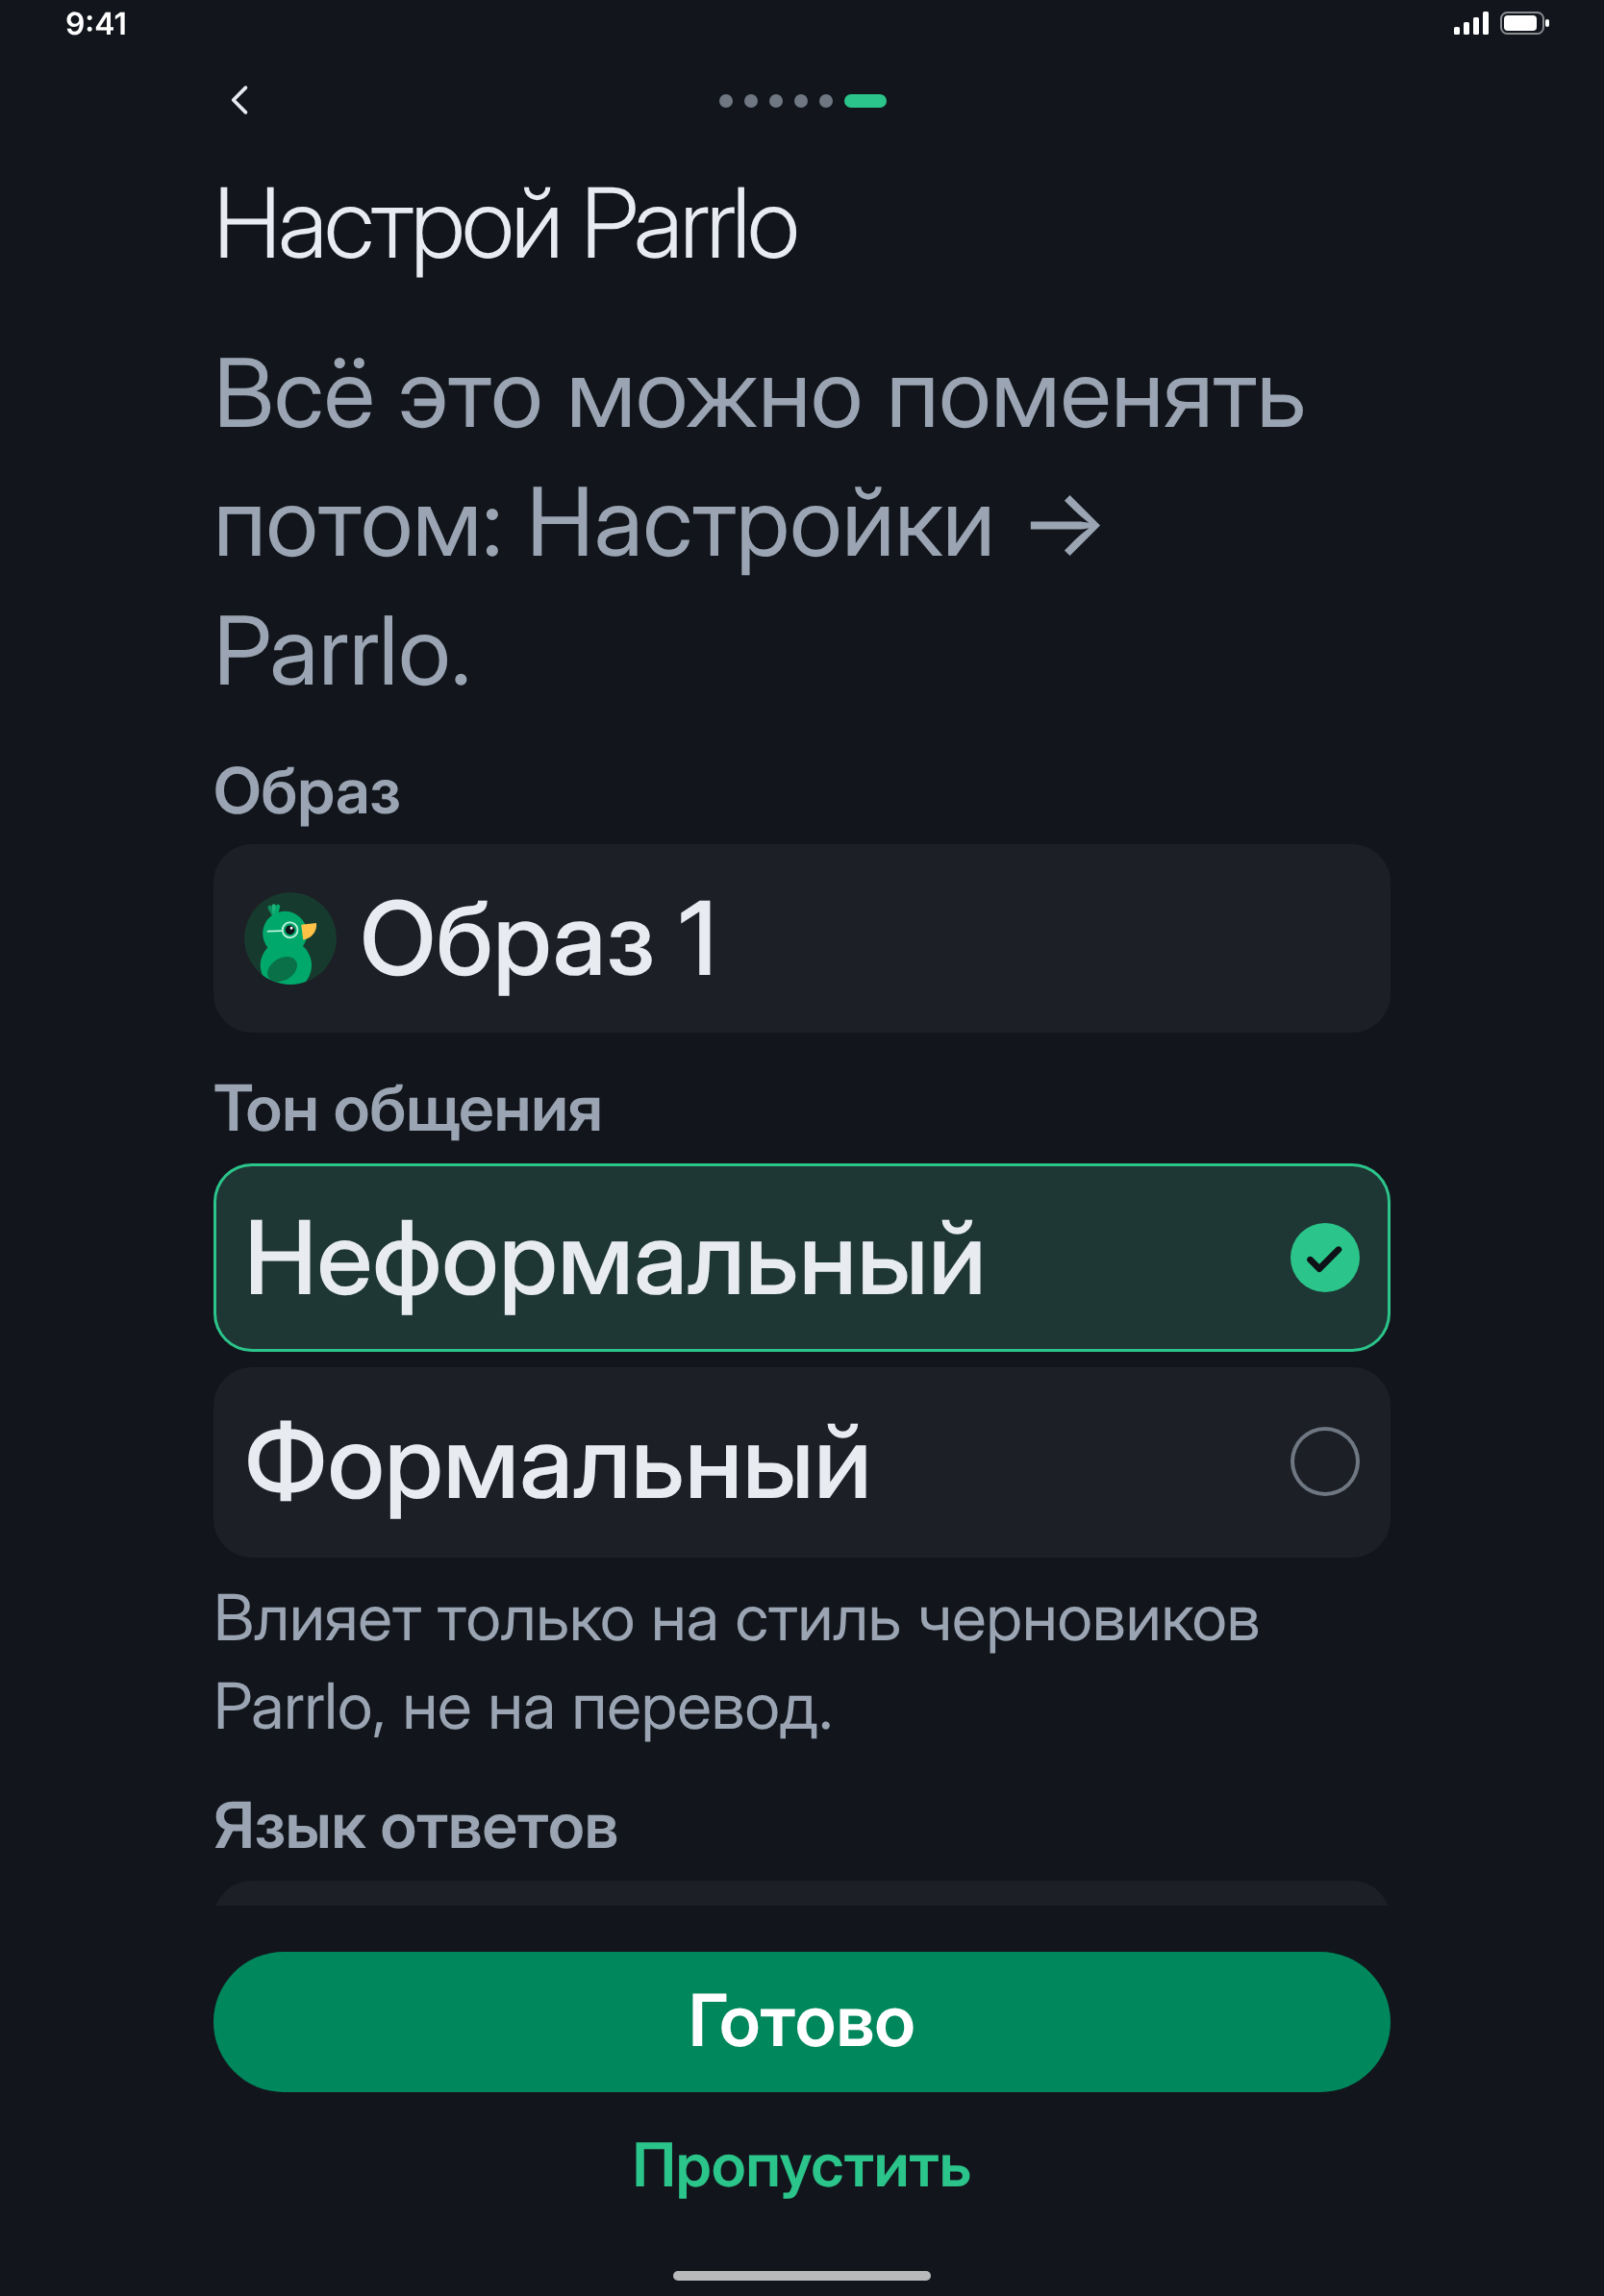 9:41
Настрой Parrlo
Всё это можно поменять
потом: Настройки →
Parrlo.
Образ
Образ 1
Тон общения
Неформальный
Формальный
Влияет только на стиль черновиков
Parrlo, не на перевод.
Язык ответов
Готово
Пропустить